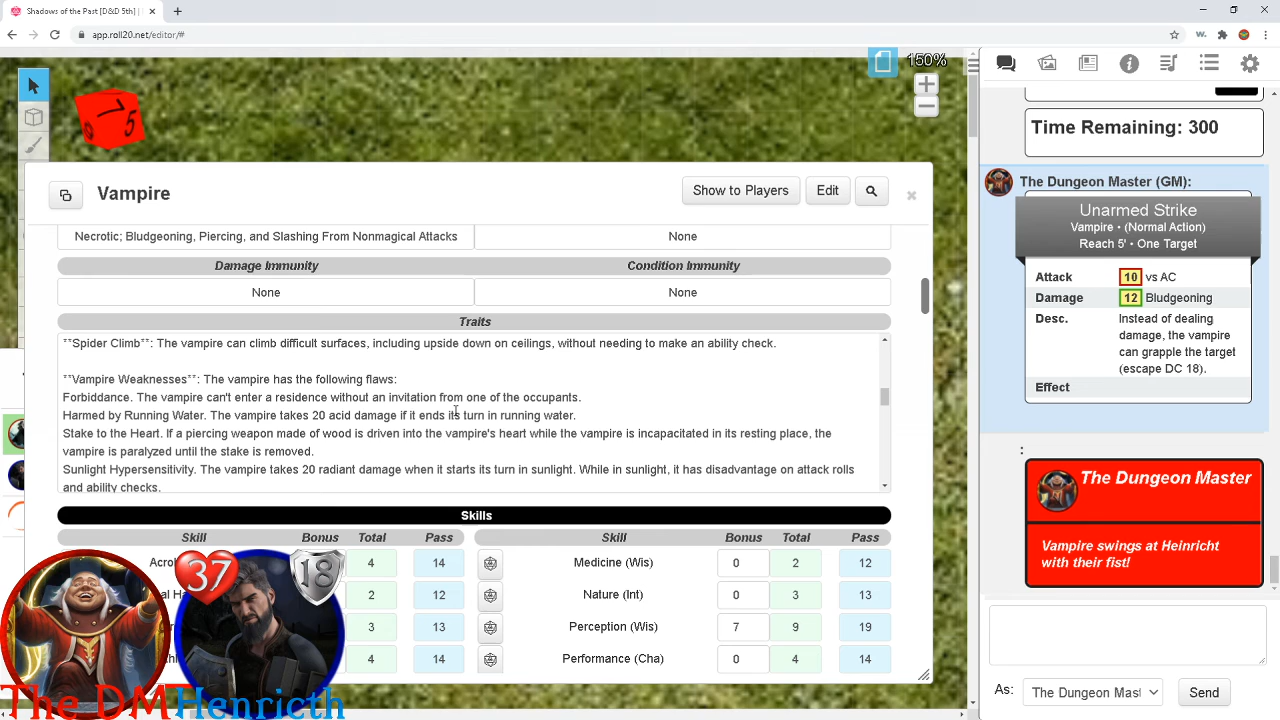 Shadows of the Past [D&D 5th]
app.roll20.net/editor/#
150%
Vampire
Show to Players
Edit
Necrotic; Bludgeoning, Piercing, and Slashing From Nonmagical Attacks
None
Damage Immunity
Condition Immunity
None
None
Traits
**Spider Climb**: The vampire can climb difficult surfaces, including upside down on ceilings, without needing to make an ability check.
**Vampire Weaknesses**: The vampire has the following flaws:
Forbiddance. The vampire can't enter a residence without an invitation from one of the occupants.
Harmed by Running Water. The vampire takes 20 acid damage if it ends its turn in running water.
Stake to the Heart. If a piercing weapon made of wood is driven into the vampire's heart while the vampire is incapacitated in its resting place, the
vampire is paralyzed until the stake is removed.
Sunlight Hypersensitivity. The vampire takes 20 radiant damage when it starts its turn in sunlight. While in sunlight, it has disadvantage on attack rolls
and ability checks.
Skills
Skill Bonus Total Pass
Skill Bonus Total Pass
4 14
Medicine (Wis) 0 2 12
2 12
Nature (Int) 0 3 13
3 13
Perception (Wis) 7 9 19
4 14
Performance (Cha) 0 4 14
37
18
The DM
Henricth
Time Remaining: 300
The Dungeon Master (GM):
Unarmed Strike
Vampire • (Normal Action)
Reach 5' • One Target
Attack 10 vs AC
Damage 12 Bludgeoning
Desc. Instead of dealing
damage, the vampire
can grapple the target
(escape DC 18).
Effect
:
The Dungeon Master
Vampire swings at Heinricht
with their fist!
As:
The Dungeon Mast
Send